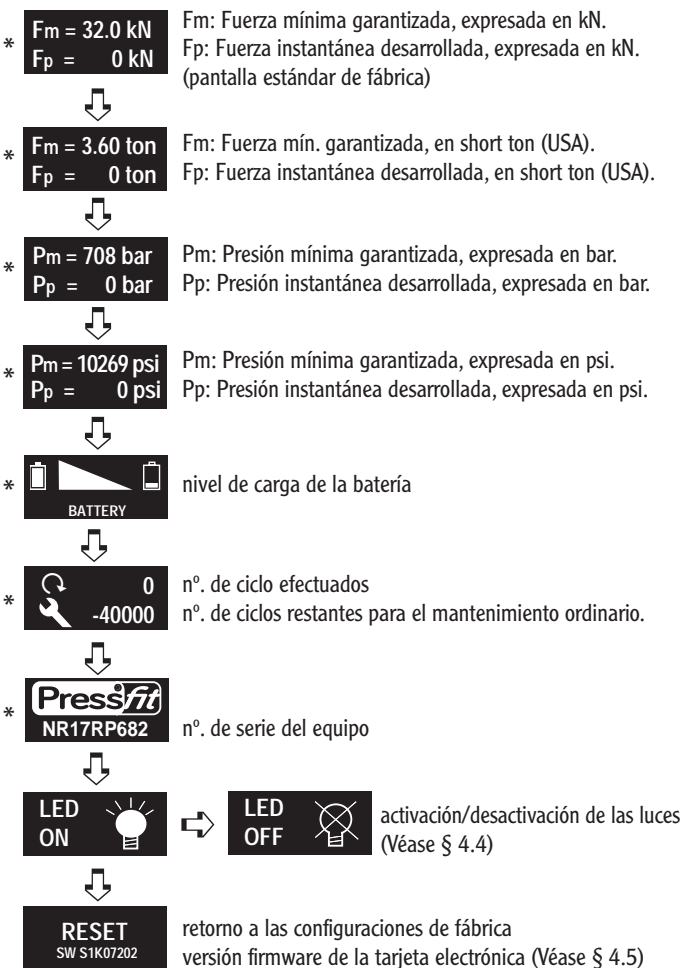 * Fm = 32.0 kN Fm: Fuerza mínima garantizada, expresada en kN.
Fp = 0 kN Fp: Fuerza instantánea desarrollada, expresada en kN.
(pantalla estándar de fábrica)
* Fm = 3.60 ton Fm: Fuerza mín. garantizada, en short ton (USA).
Fp = 0 ton Fp: Fuerza instantánea desarrollada, en short ton (USA).
* Pm = 708 bar Pm: Presión mínima garantizada, expresada en bar.
Pp = 0 bar Pp: Presión instantánea desarrollada, expresada en bar.
* Pm = 10269 psi Pm: Presión mínima garantizada, expresada en psi.
Pp = 0 psi Pp: Presión instantánea desarrollada, expresada en psi.
* nivel de carga de la batería
BATTERY
* 0 nº. de ciclo efectuados
-40000 nº. de ciclos restantes para el mantenimiento ordinario.
* Pressfit
NR17RP682 nº. de serie del equipo
LED LED activación/desactivación de las luces
ON OFF (Véase § 4.4)
RESET retorno a las configuraciones de fábrica
SW S1K07202 versión firmware de la tarjeta electrónica (Véase § 4.5)